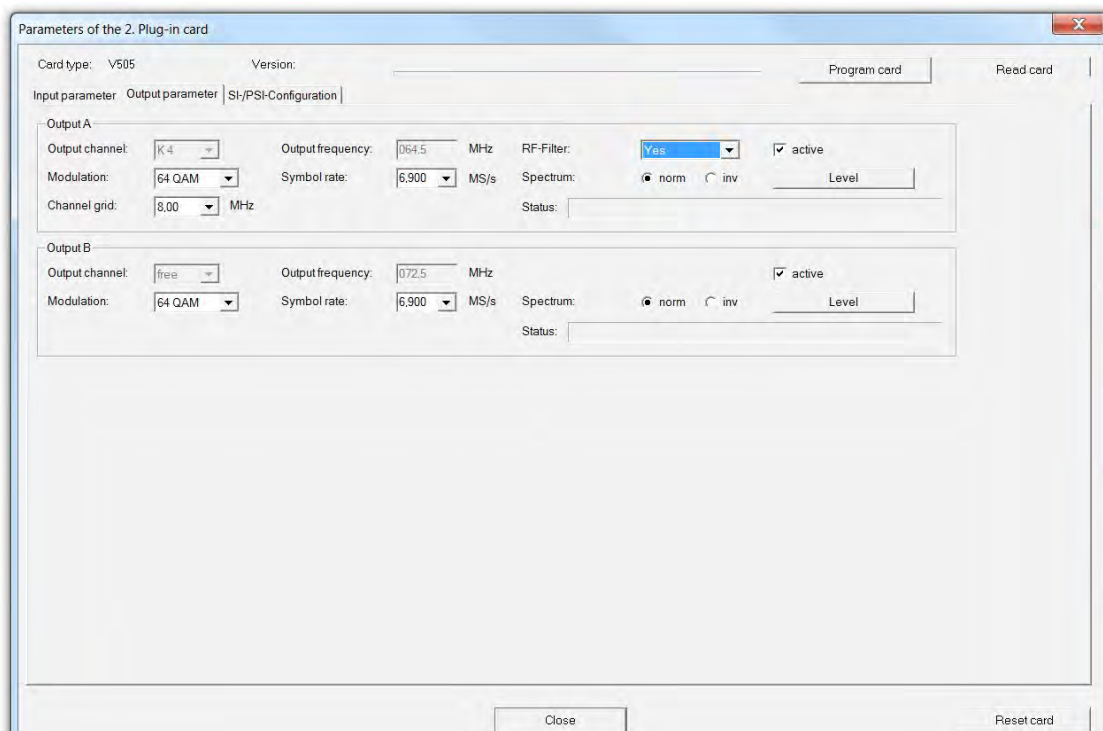 Parameters of the 2. Plug-in card
X
Card type: V505 Version: Program card Read card
Input parameter Output parameter SI-/PSI-Configuration
Output A
Output channel: K 4 Output frequency: 064.5 MHz RF-Filter: Yes active
Modulation: 64 QAM Symbol rate: 6,900 MS/s Spectrum: norm inv Level
Channel grid: 8,00 MHz Status:
Output B
Output channel: free Output frequency: 072.5 MHz active
Modulation: 64 QAM Symbol rate: 6,900 MS/s Spectrum: norm inv Level
Status:
Close Reset card